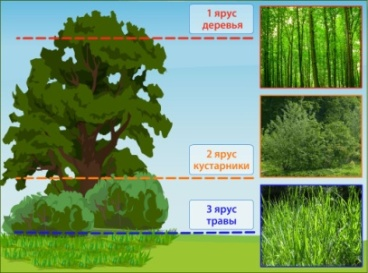 1 ярус
деревья
2 ярус
кустарники
3 ярус
травы